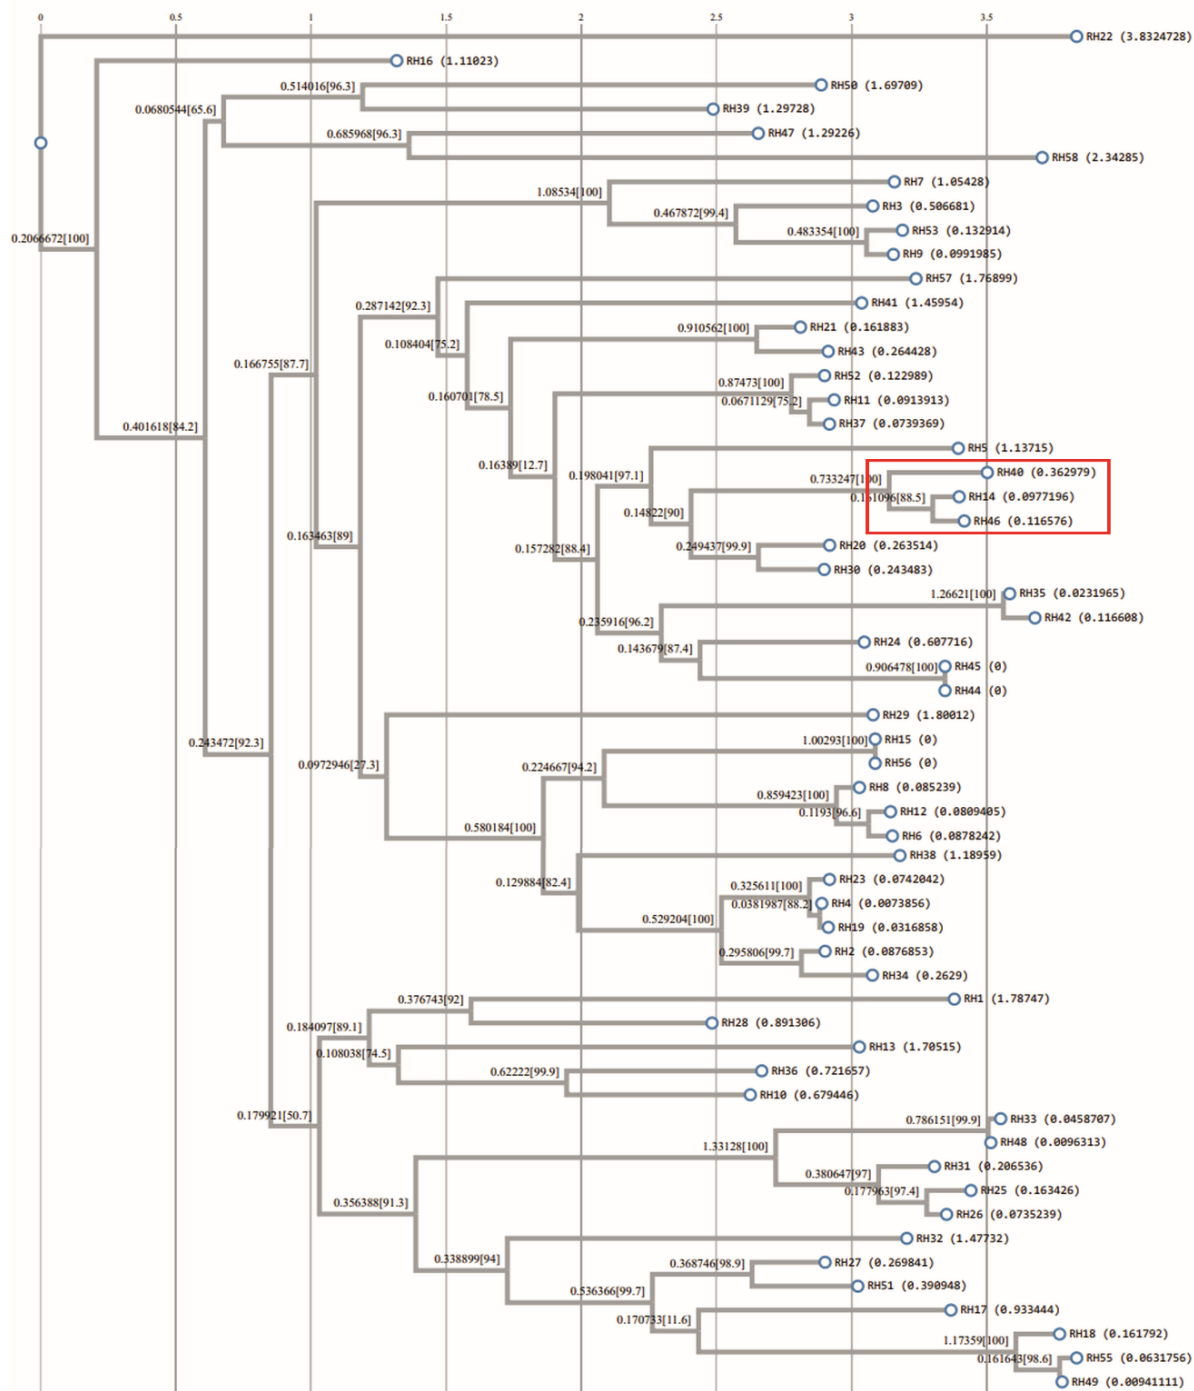 0 0.5 1 1.5 2 2.5 3 3.5
RH22 (3.8324728)
RH16 (1.11023)
0.514016[96.3] RH50 (1.69709)
0.0680544[65.6] RH39 (1.29728)
0.685968[96.3] RH47 (1.29226)
RH58 (2.34285)
1.08534[100] RH7 (1.05428)
0.467872[99.4] RH3 (0.506681)
0.2066672[100] 0.483354[100] RH53 (0.132914)
RH9 (0.0991985)
RH57 (1.76899)
0.287142[92.3] RH41 (1.45954)
0.910562[100] RH21 (0.161883)
0.108404[75.2] RH43 (0.264428)
0.166755[87.7] 0.87473[100] RH52 (0.122989)
0.160701[78.5] 0.0671129[75.2] RH11 (0.0913913)
0.401618[84.2] RH37 (0.0739369)
RH5 (1.13715)
0.16389[12.7] 0.198041[97.1] 0.733247[100] RH40 (0.362979)
0.161096[88.5] RH14 (0.0977196)
0.14822[90] RH46 (0.116576)
0.163463[89] 0.157282[88.4] 0.249437[99.9] RH20 (0.263514)
RH30 (0.243483)
1.26621[100] RH35 (0.0231965)
0.235916[96.2] RH42 (0.116608)
0.143679[87.4] RH24 (0.607716)
0.906478[100] RH45 (0)
RH44 (0)
RH29 (1.80012)
0.243472[92.3] 1.00293[100] RH15 (0)
0.0972946[27.3] 0.224667[94.2] RH56 (0)
0.859423[100] RH8 (0.085239)
0.1193[96.6] RH12 (0.0809405)
0.580184[100] RH6 (0.0878242)
RH38 (1.18959)
0.129884[82.4] 0.325611[100] RH23 (0.0742042)
0.0381987[88.2] RH4 (0.0073856)
0.529204[100] RH19 (0.0316858)
0.295806[99.7] RH2 (0.0876853)
RH34 (0.2629)
0.376743[92] RH1 (1.78747)
0.184097[89.1] RH28 (0.891306)
0.108038[74.5] RH13 (1.70515)
0.62222[99.9] RH36 (0.721657)
RH10 (0.679446)
0.179921[50.7] 0.786151[99.9] RH33 (0.0458707)
1.33128[100] RH48 (0.0096313)
0.380647[97] RH31 (0.206536)
0.177963[97.4] RH25 (0.163426)
0.356388[91.3] RH26 (0.0735239)
RH32 (1.47732)
0.338899[94] 0.368746[98.9] RH27 (0.269841)
0.536366[99.7] RH51 (0.390948)
0.170733[11.6] RH17 (0.933444)
1.17359[100] RH18 (0.161792)
0.161643[98.6] RH55 (0.0631756)
RH49 (0.00941111)